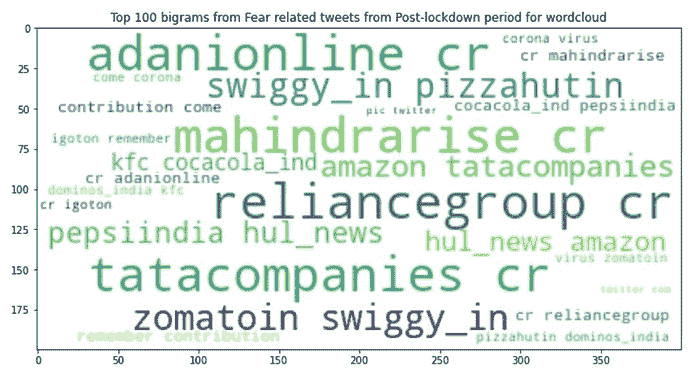 Top 100 bigrams from Fear related tweets from Post-lockdown period for wordcloud
0
25
50
75
100
125
150
175
adanionline cr
corona virus
cr mahindrarise
come corona
swiggy_in pizzahutin
contribution come
pic twitter
cocacola_ind pepsiindia
igoton remember
mahindrarise cr
kfc cocacola_ind
amazon tatacompanies
cr adanionline
dominos_india kfc
cr igoton
reliancegroup cr
pepsiindia hul_news
hul_news amazon
virus zomatoin
tatacompanies cr
twitter com
zomatoin swiggy_in
cr reliancegroup
remember contribution
pizzahutin dominos_india
0 50 100 150 200 250 300 350